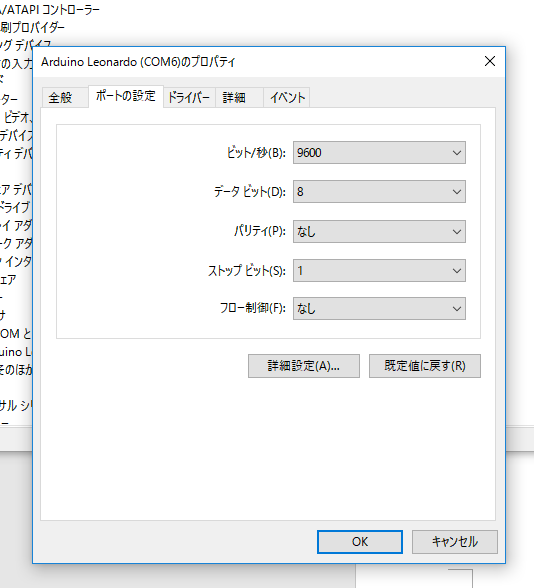 /ATAPI コントローラー
刷プロバイダー
Arduino Leonardo (COM6)のプロパティ
全般
ポートの設定
ドライバー
詳細
イベント
ビット/秒(B):
9600
データ ビット(D):
8
パリティ(P):
なし
ストップ ビット(S):
1
フロー制御(F):
なし
詳細設定(A)...
既定値に戻す(R)
OK
キャンセル
の入力
ター
ビデオ、
デバイス
ティ デバ
ア デバ
ドライブ
イ アダ
ーク アダ
インタ
ェア
OM と
uino Le
そのほか
サル シリ